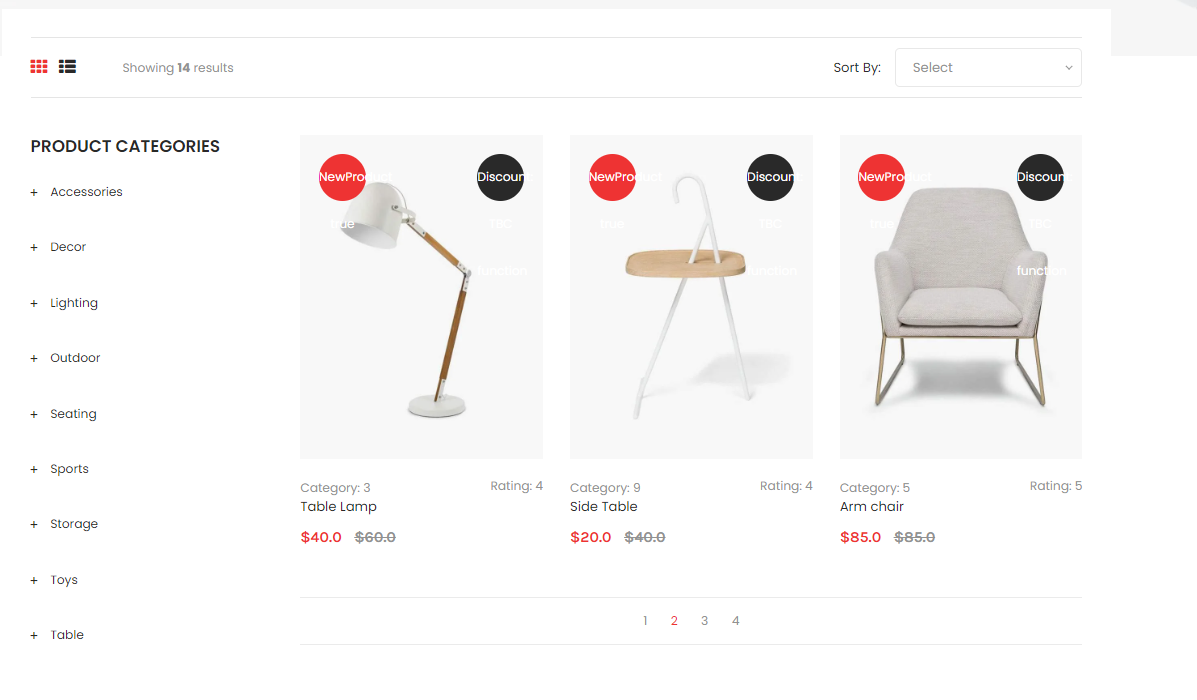 Showing 14 results
Sort By:
Select
PRODUCT CATEGORIES
+ Accessories
+ Decor
+ Lighting
+ Outdoor
+ Seating
+ Sports
+ Storage
+ Toys
+ Table
NewProduct
true
Discount
TBC
function
NewProduct
true
Discount
TBC
function
NewProduct
true
Discount
TBC
function
Category: 3
Rating: 4
Table Lamp
$40.0 $60.0
Category: 9
Rating: 4
Side Table
$20.0 $40.0
Category: 5
Rating: 5
Arm chair
$85.0 $85.0
1 2 3 4